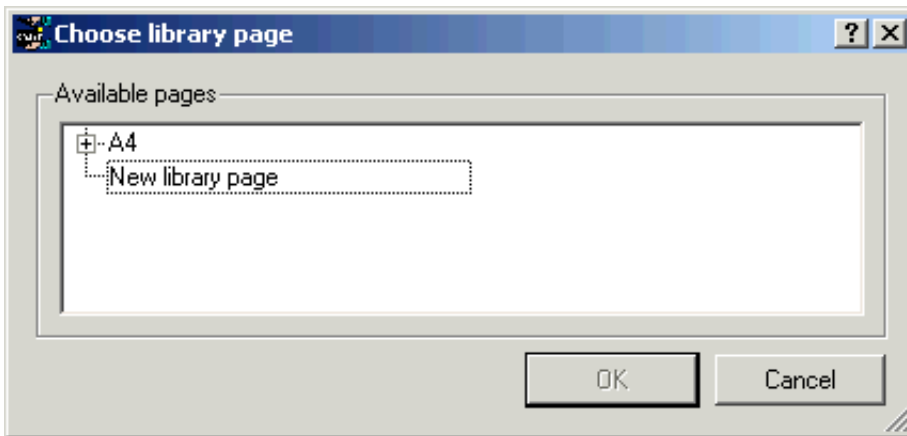 Choose library page
Available pages
A4
New library page
OK Cancel